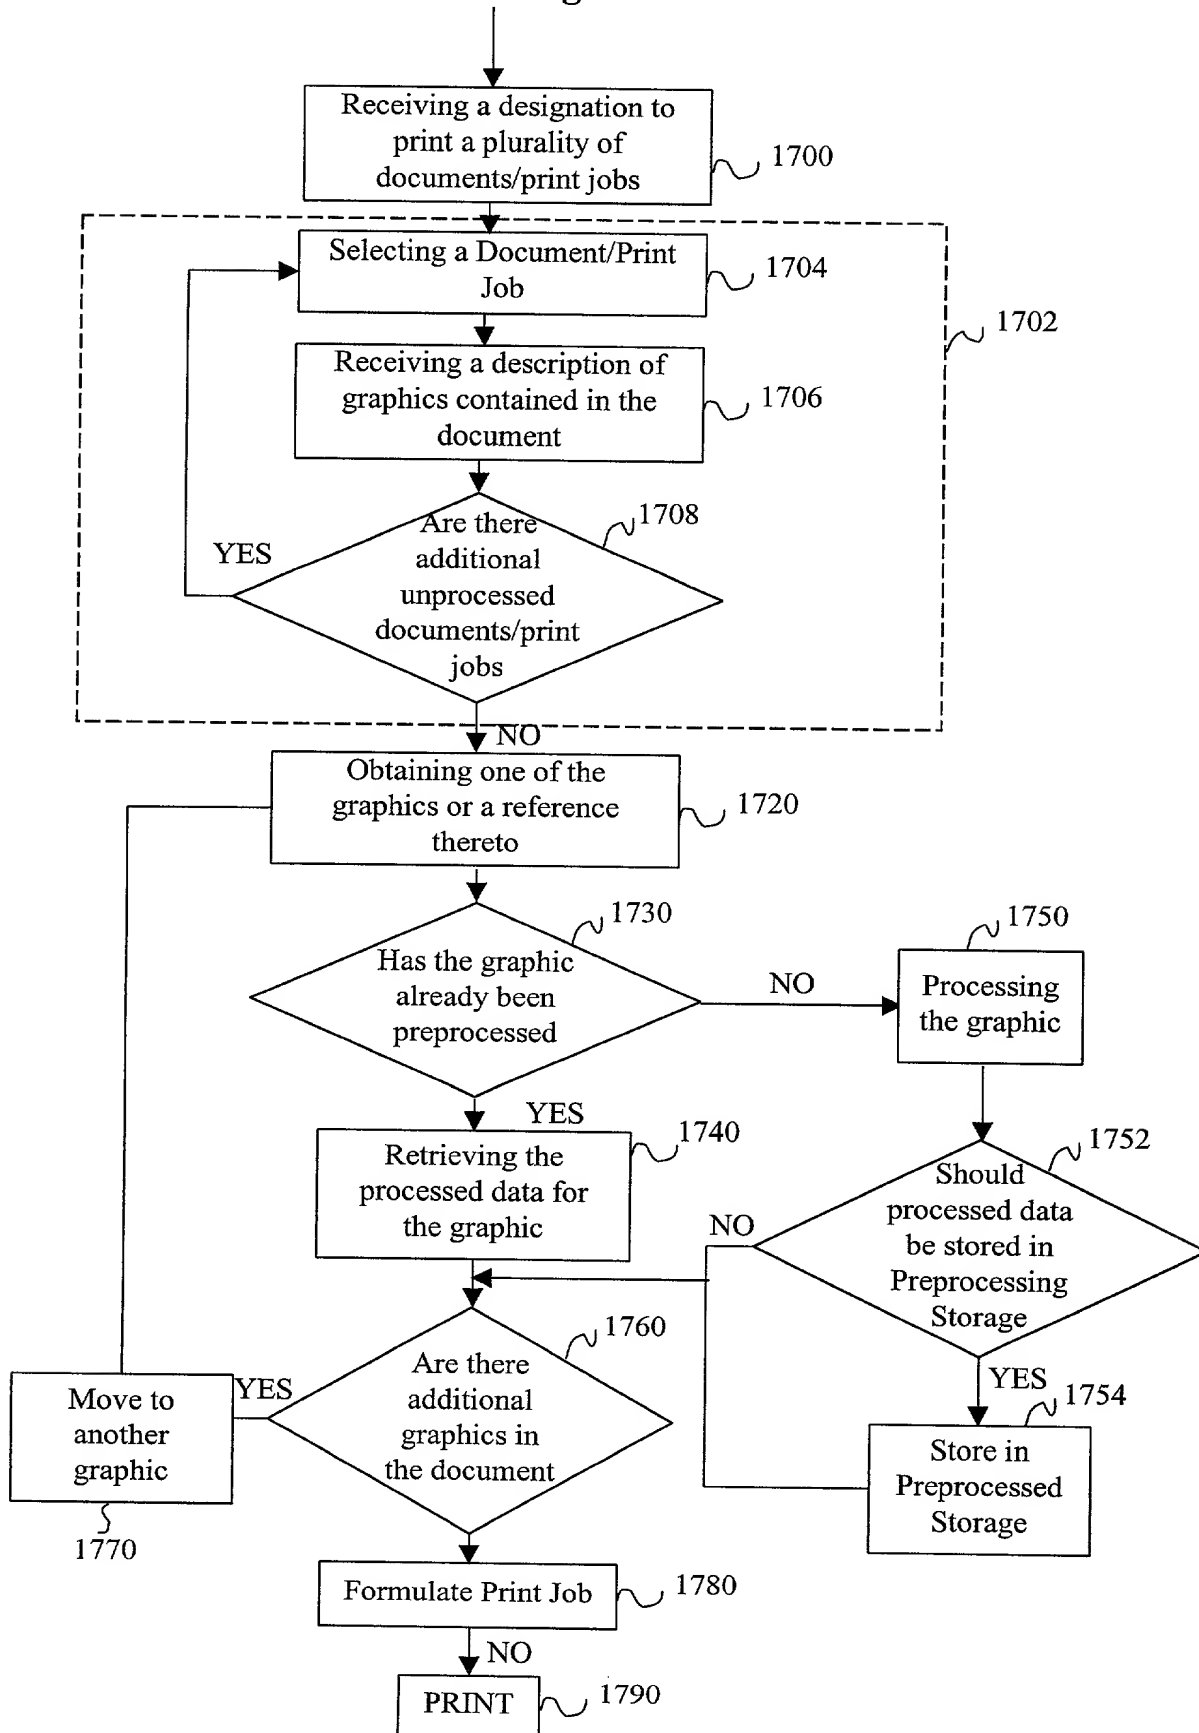 Receiving a designation to
print a plurality of
documents/print jobs
1700
Selecting a Document/Print
Job
1704
1702
Receiving a description of
graphics contained in the
document
1706
1708
Are there
additional
unprocessed
documents/print
jobs
YES
NO
Obtaining one of the
graphics or a reference
thereto
1720
1730
Has the graphic
already been
preprocessed
NO
1750
Processing
the graphic
YES
1740
Retrieving the
processed data for
the graphic
1752
Should
processed data
be stored in
Preprocessing
Storage
NO
YES
1754
Store in
Preprocessed
Storage
1760
Are there
additional
graphics in
the document
YES
Move to
another
graphic
1770
Formulate Print Job
1780
NO
PRINT
1790